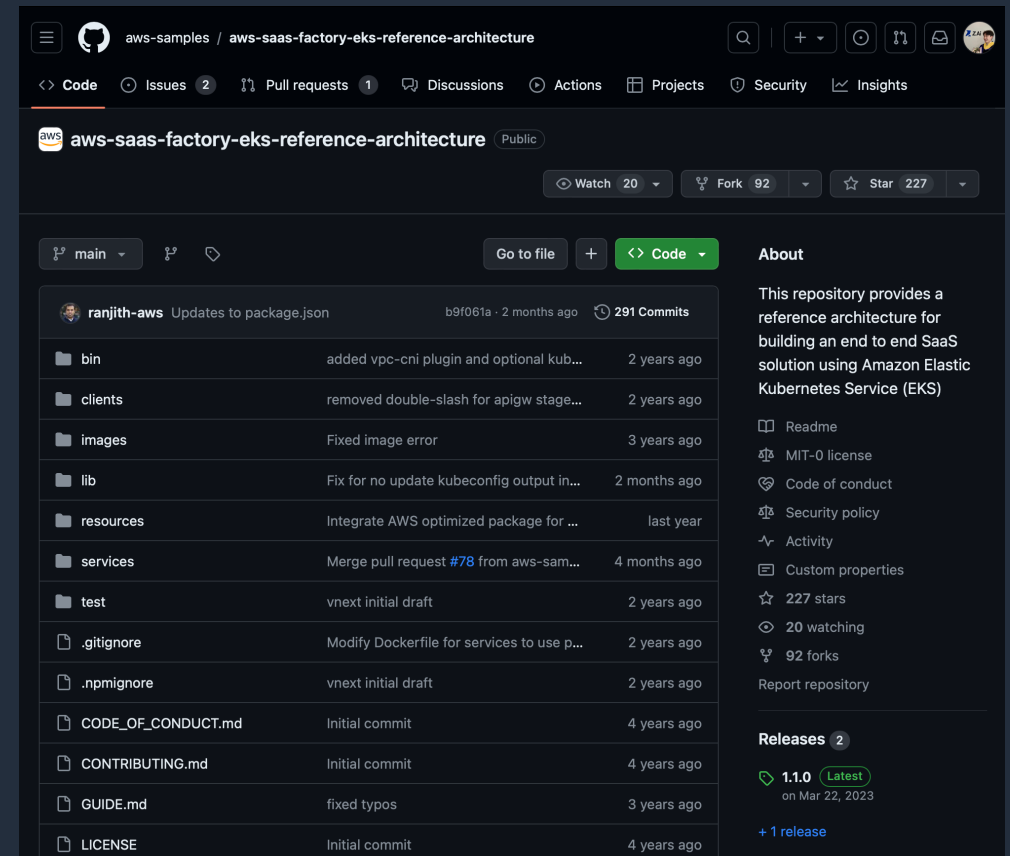 aws-samples / aws-saas-factory-eks-reference-architecture
Code Issues 2 Pull requests 1 Discussions Actions Projects Security Insights
aws aws-saas-factory-eks-reference-architecture Public
Watch 20 Fork 92 Star 227
main Go to file + Code
ranjith-aws Updates to package.json b9f061a · 2 months ago 291 Commits
bin added vpc-cni plugin and optional kub... 2 years ago
clients removed double-slash for apigw stage... 2 years ago
images Fixed image error 3 years ago
lib Fix for no update kubeconfig output in... 2 months ago
resources Integrate AWS optimized package for ... last year
services Merge pull request #78 from aws-sam... 4 months ago
test vnext initial draft 2 years ago
.gitignore Modify Dockerfile for services to use p... 2 years ago
.npmignore vnext initial draft 2 years ago
CODE_OF_CONDUCT.md Initial commit 4 years ago
CONTRIBUTING.md Initial commit 4 years ago
GUIDE.md fixed typos 3 years ago
LICENSE Initial commit 4 years ago
About
This repository provides a
reference architecture for
building an end to end SaaS
solution using Amazon Elastic
Kubernetes Service (EKS)
Readme
MIT-0 license
Code of conduct
Security policy
Activity
Custom properties
227 stars
20 watching
92 forks
Report repository
Releases 2
1.1.0 Latest
on Mar 22, 2023
+ 1 release